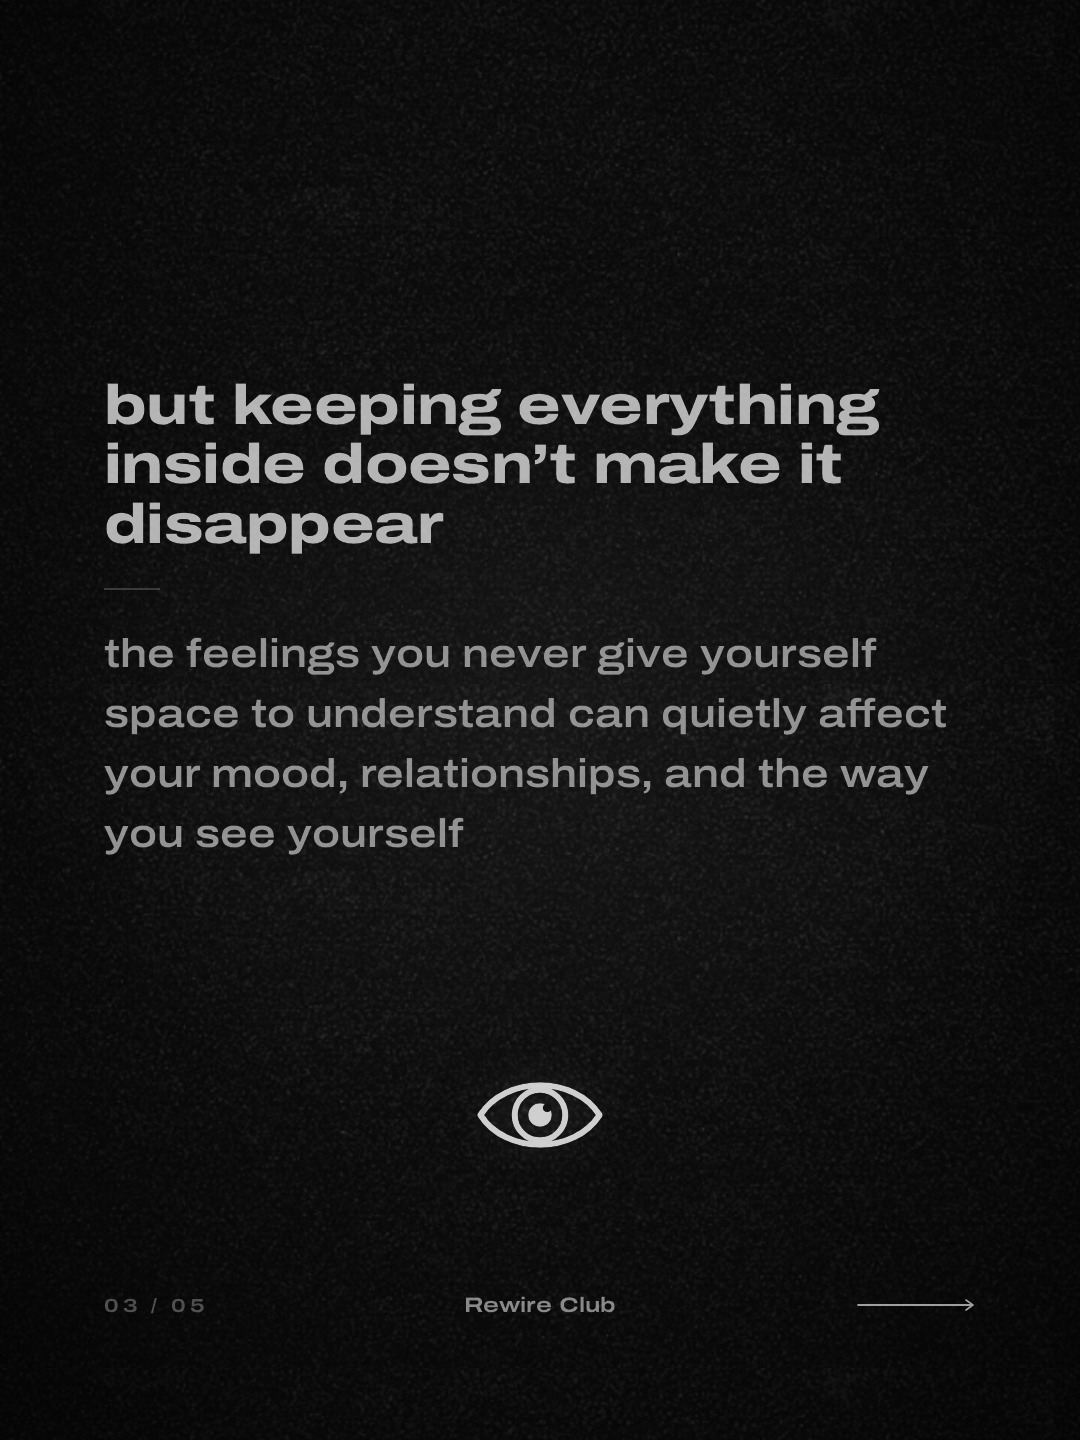 but keeping everything
inside doesn’t make it
disappear
the feelings you never give yourself
space to understand can quietly affect
your mood, relationships, and the way
you see yourself
03 / 05
Rewire Club